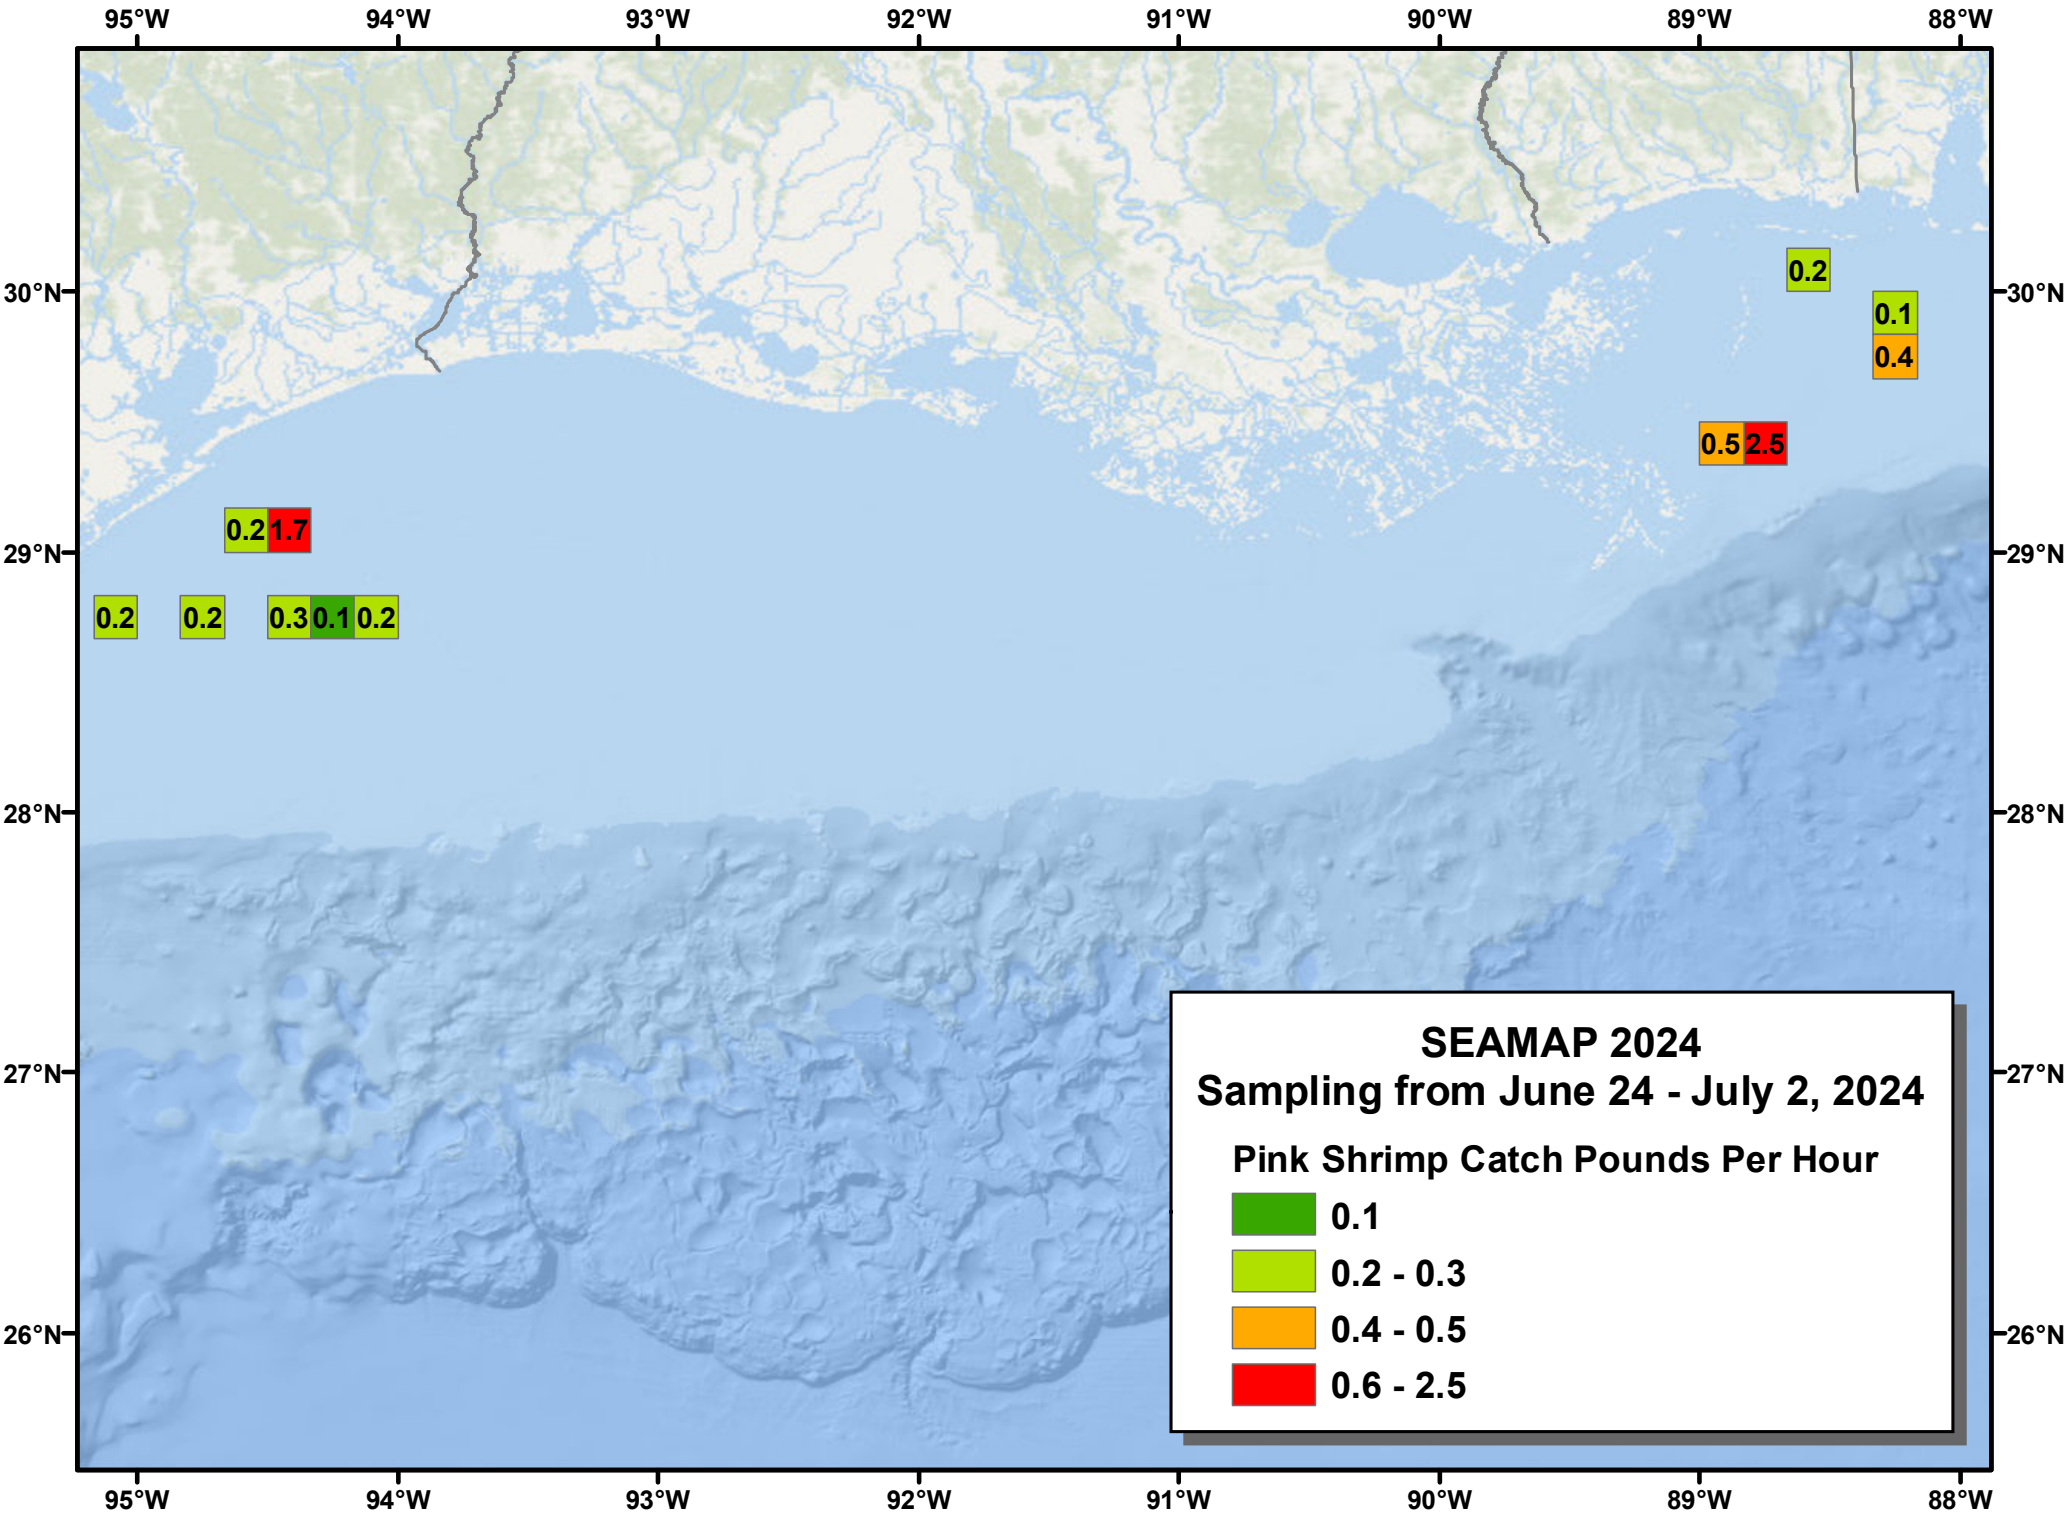 95°W 94°W 93°W 92°W 91°W 90°W 89°W 88°W
0.2
30°N 30°N
0.1
0.4
0.5 2.5
0.2 1.7
29°N 29°N
0.2 0.2 0.3 0.1 0.2
28°N 28°N
SEAMAP 2024
27°N 27°N
Sampling from June 24 - July 2, 2024
Pink Shrimp Catch Pounds Per Hour
0.1
0.2 - 0.3
0.4 - 0.5
26°N 26°N
0.6 - 2.5
95°W 94°W 93°W 92°W 91°W 90°W 89°W 88°W